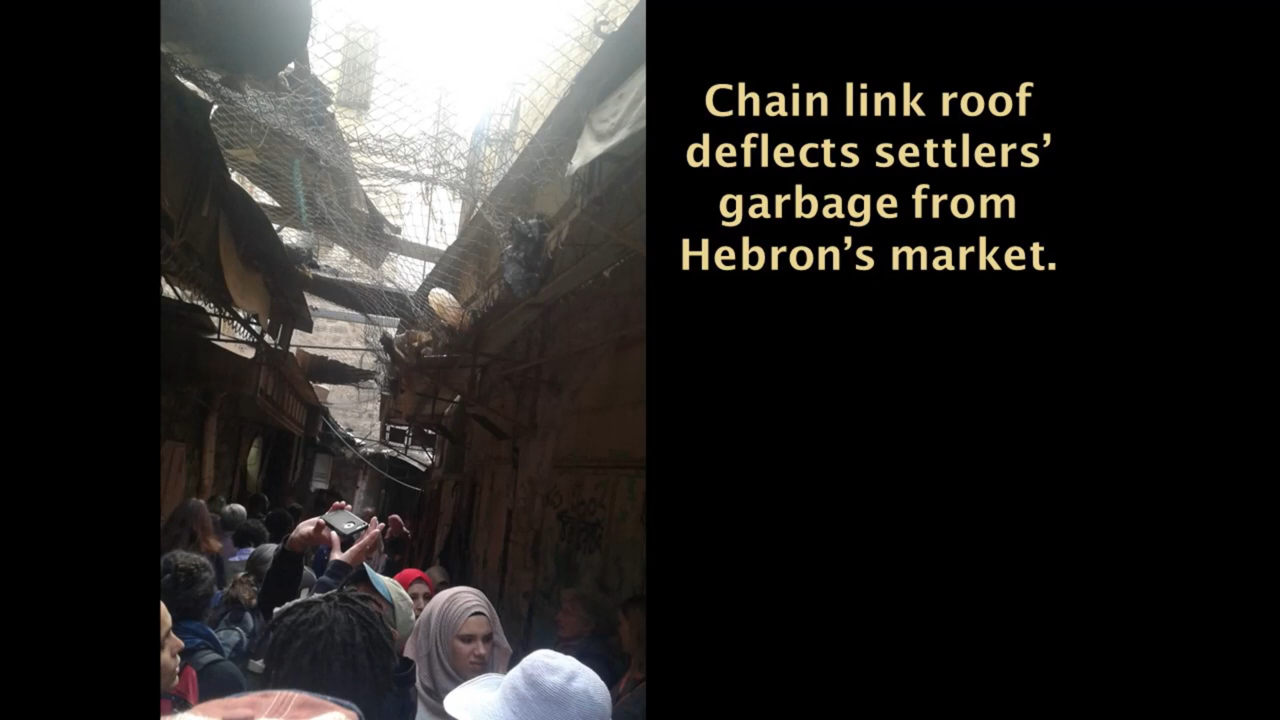 Chain link roof
deflects settlers’
garbage from
Hebron’s market.